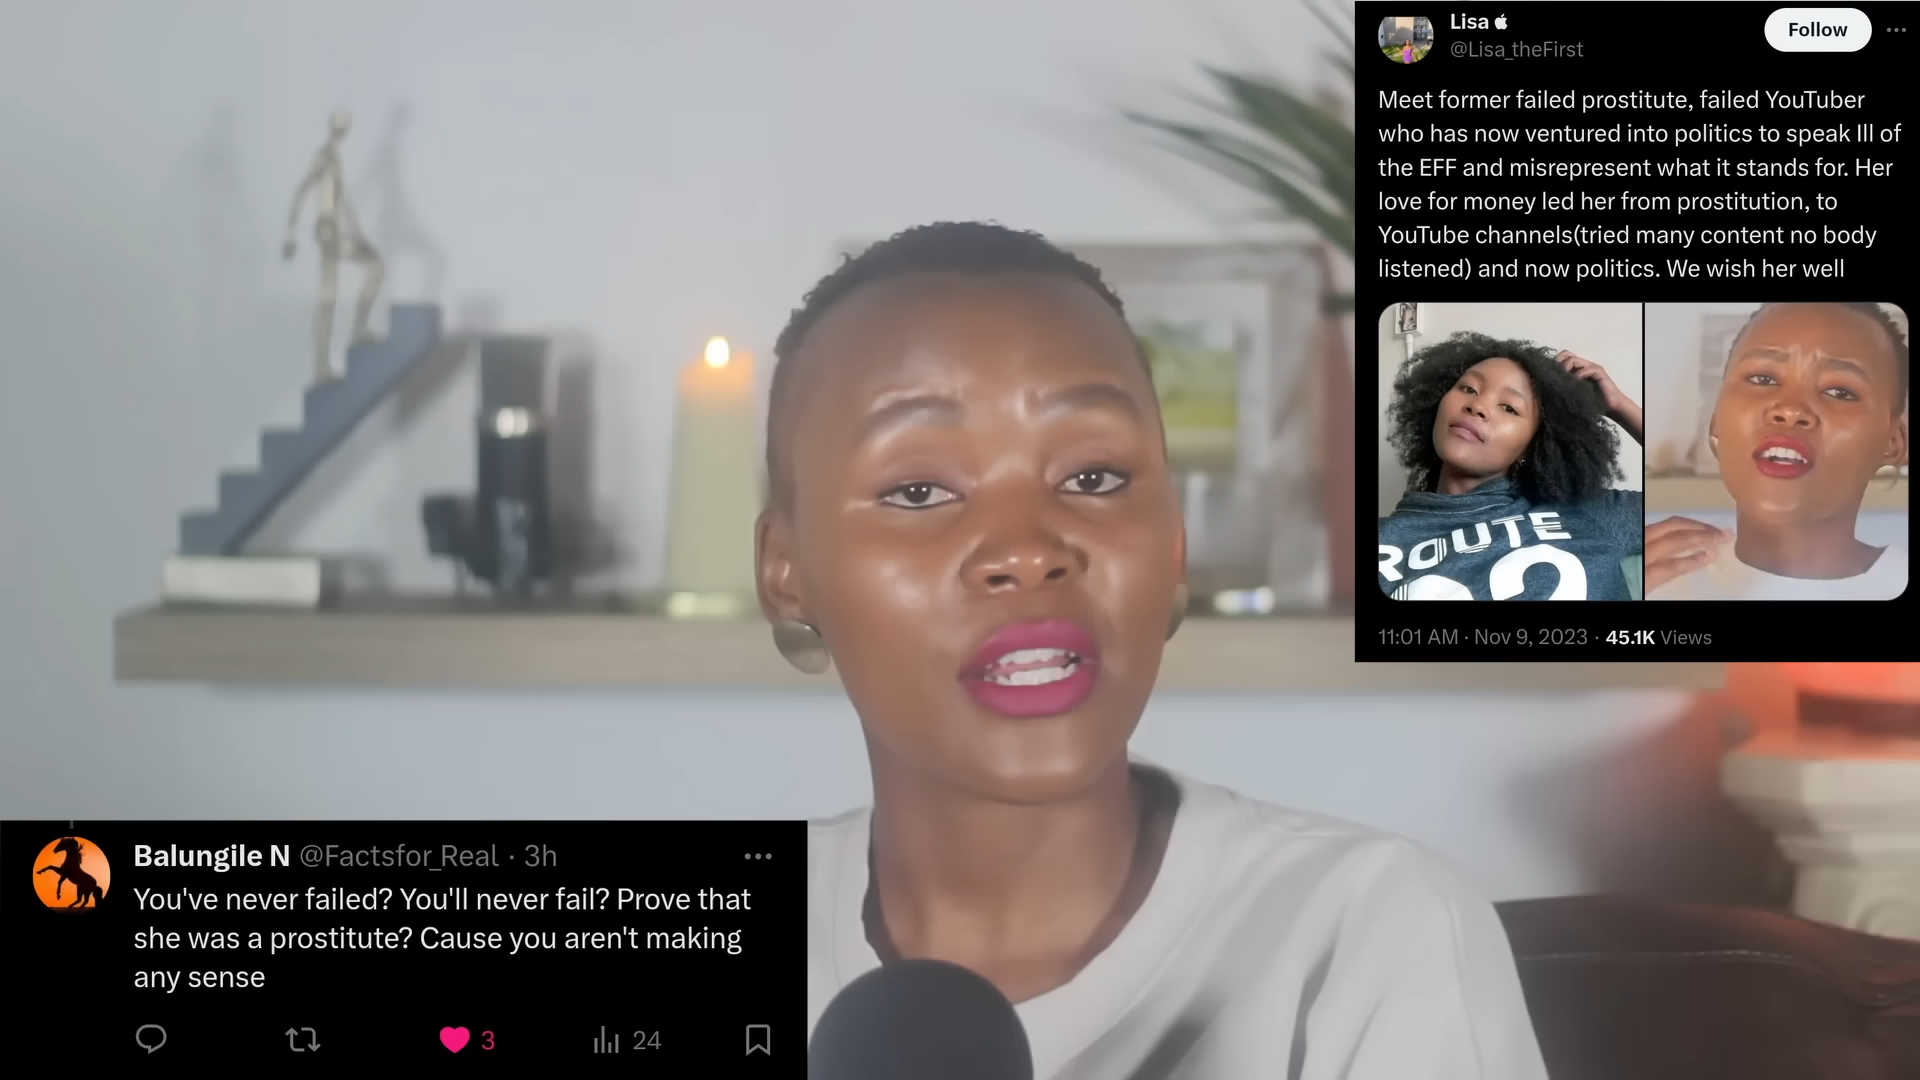 Lisa
@Lisa_theFirst
Follow
Meet former failed prostitute, failed YouTuber
who has now ventured into politics to speak Ill of
the EFF and misrepresent what it stands for. Her
love for money led her from prostitution, to
YouTube channels(tried many content no body
listened) and now politics. We wish her well
ROUTE
11:01 AM · Nov 9, 2023 · 45.1K Views
Balungile N @Factsfor_Real · 3h
You've never failed? You'll never fail? Prove that
she was a prostitute? Cause you aren't making
any sense
3
24